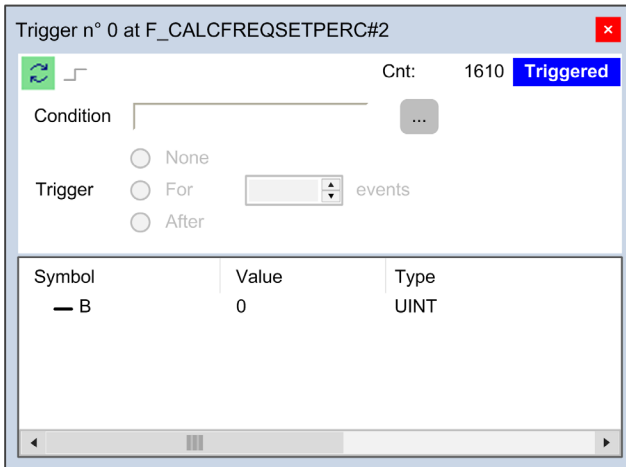 Trigger n° 0 at F_CALCFREQSETPERC#2
Cnt: 1610 Triggered
Condition ...
None
Trigger For events
After
Symbol Value Type
B 0 UINT